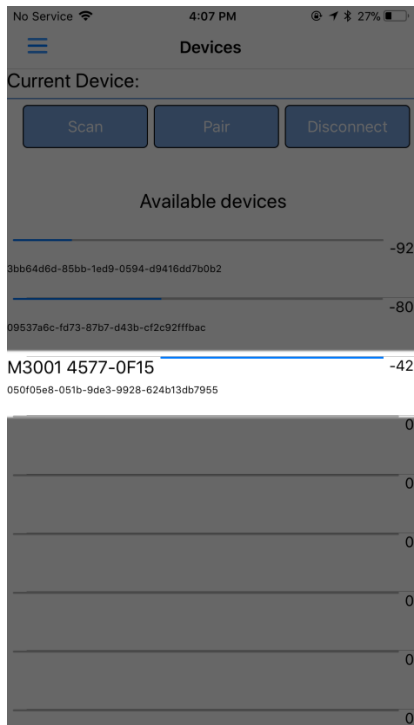 No Service 4:07 PM 27%
Devices
Current Device:
Scan Pair Disconnect
Available devices
-92
3bb64d6d-85bb-1ed9-0594-d9416dd7b0b2
-80
09537a6c-fd73-87b7-d43b-cf2c92fffbac
M3001 4577-0F15 -42
050f05e8-051b-9de3-9928-624b13db7955
0
0
0
0
0
0